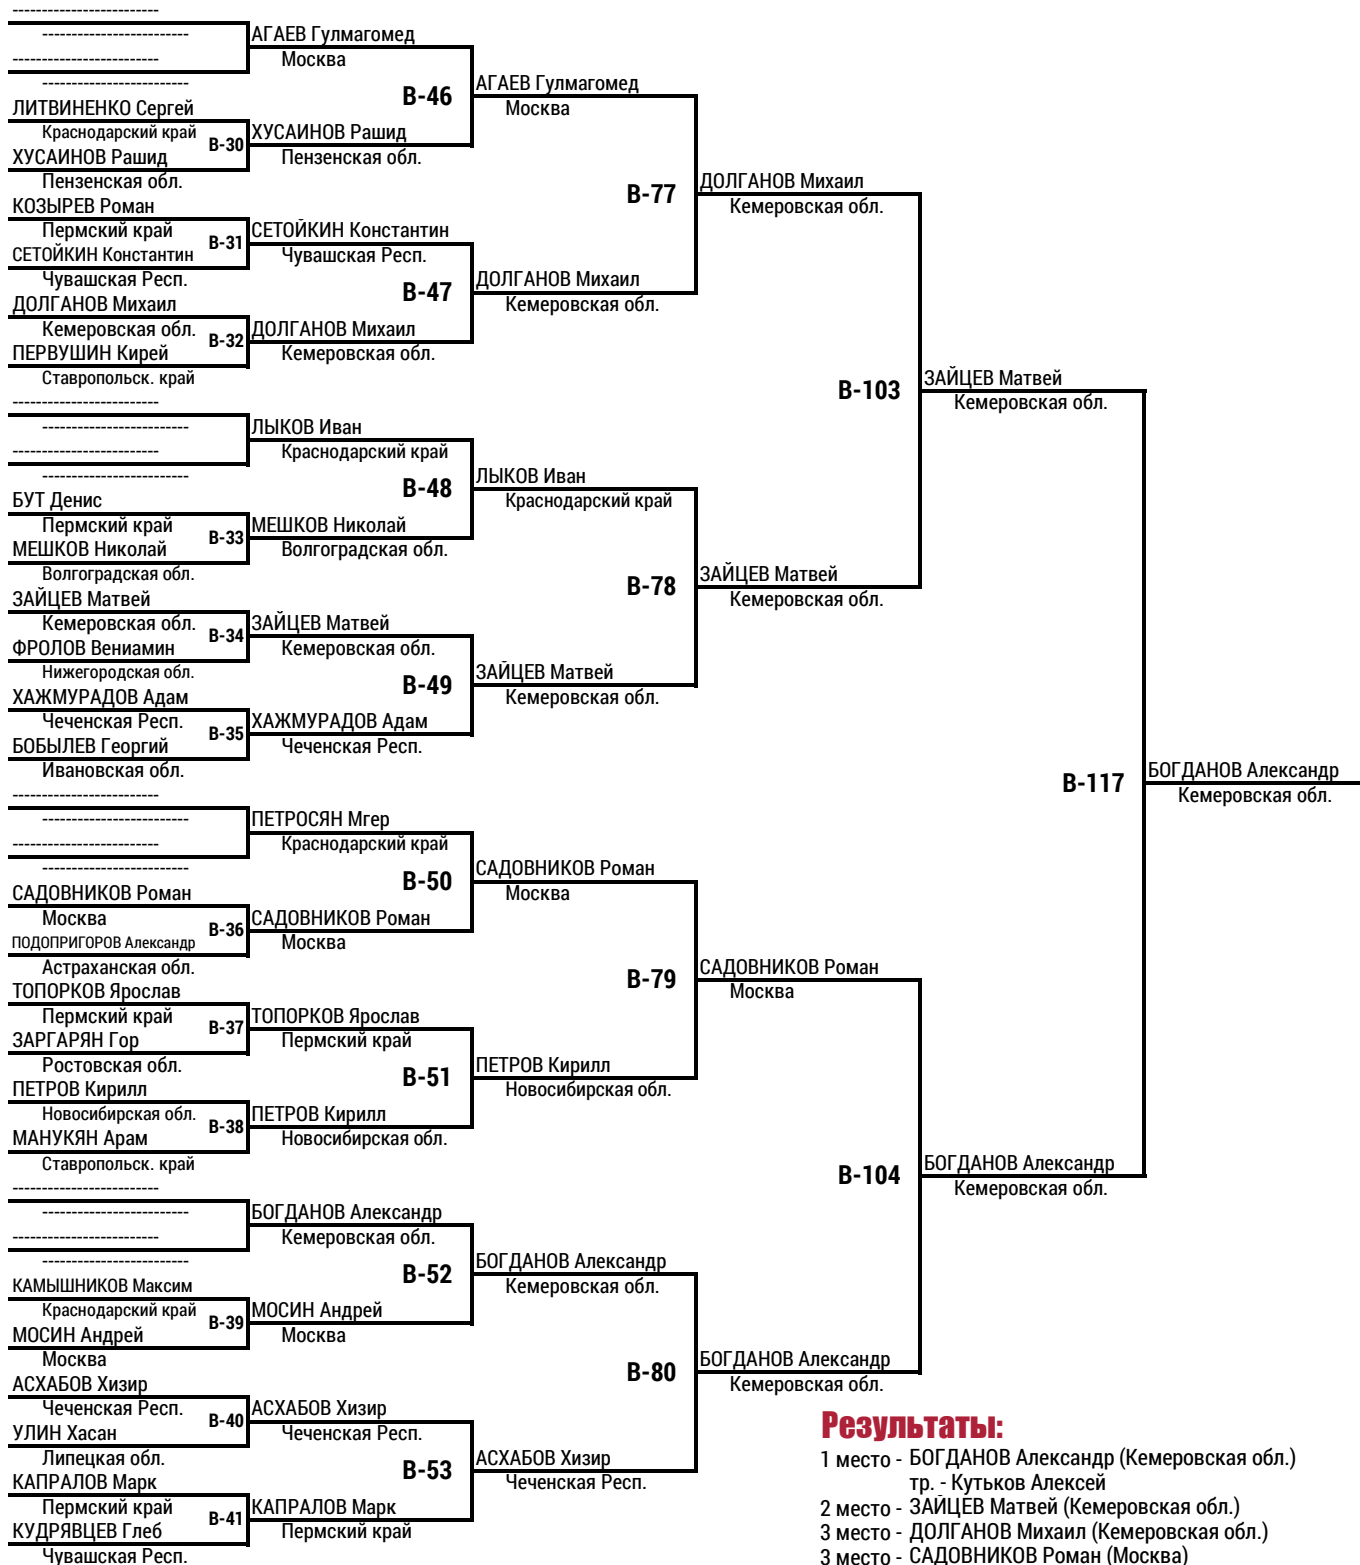 -------------------------
-------------------------
-------------------------
-------------------------
ЛИТВИНЕНКО Сергей
Краснодарский край
ХУСАИНОВ Рашид
Пензенская обл.
КОЗЫРЕВ Роман
Пермский край
СЕТОЙКИН Константин
Чувашская Респ.
ДОЛГАНОВ Михаил
Кемеровская обл.
ПЕРВУШИН Кирей
Ставропольск. край
-------------------------
-------------------------
-------------------------
-------------------------
БУТ Денис
Пермский край
МЕШКОВ Николай
Волгоградская обл.
ЗАЙЦЕВ Матвей
Кемеровская обл.
ФРОЛОВ Вениамин
Нижегородская обл.
ХАЖМУРАДОВ Адам
Чеченская Респ.
БОБЫЛЕВ Георгий
Ивановская обл.
-------------------------
-------------------------
-------------------------
-------------------------
САДОВНИКОВ Роман
Москва
ПОДОПРИГОРОВ Александр
Астраханская обл.
ТОПОРКОВ Ярослав
Пермский край
ЗАРГАРЯН Гор
Ростовская обл.
ПЕТРОВ Кирилл
Новосибирская обл.
МАНУКЯН Арам
Ставропольск. край
-------------------------
-------------------------
-------------------------
-------------------------
КАМЫШНИКОВ Максим
Краснодарский край
МОСИН Андрей
Москва
АСХАБОВ Хизир
Чеченская Респ.
УЛИН Хасан
Липецкая обл.
КАПРАЛОВ Марк
Пермский край
КУДРЯВЦЕВ Глеб
Чувашская Респ.
B-30
B-31
B-32
B-33
B-34
B-35
B-36
B-37
B-38
B-39
B-40
B-41
АГАЕВ Гулмагомед
Москва
B-46
ХУСАИНОВ Рашид
Пензенская обл.
СЕТОЙКИН Константин
Чувашская Респ.
B-47
ДОЛГАНОВ Михаил
Кемеровская обл.
ЛЫКОВ Иван
Краснодарский край
B-48
МЕШКОВ Николай
Волгоградская обл.
ЗАЙЦЕВ Матвей
Кемеровская обл.
B-49
ХАЖМУРАДОВ Адам
Чеченская Респ.
ПЕТРОСЯН Мгер
Краснодарский край
B-50
САДОВНИКОВ Роман
Москва
ТОПОРКОВ Ярослав
Пермский край
B-51
ПЕТРОВ Кирилл
Новосибирская обл.
БОГДАНОВ Александр
Кемеровская обл.
B-52
МОСИН Андрей
Москва
АСХАБОВ Хизир
Чеченская Респ.
B-53
КАПРАЛОВ Марк
Пермский край
АГАЕВ Гулмагомед
Москва
B-77
ДОЛГАНОВ Михаил
Кемеровская обл.
ЛЫКОВ Иван
Краснодарский край
B-78
ЗАЙЦЕВ Матвей
Кемеровская обл.
САДОВНИКОВ Роман
Москва
B-79
ПЕТРОВ Кирилл
Новосибирская обл.
БОГДАНОВ Александр
Кемеровская обл.
B-80
АСХАБОВ Хизир
Чеченская Респ.
ДОЛГАНОВ Михаил
Кемеровская обл.
B-103
ЗАЙЦЕВ Матвей
Кемеровская обл.
САДОВНИКОВ Роман
Москва
B-104
БОГДАНОВ Александр
Кемеровская обл.
ЗАЙЦЕВ Матвей
Кемеровская обл.
B-117
БОГДАНОВ Александр
Кемеровская обл.
БОГДАНОВ Александр
Кемеровская обл.
Результаты:
1 место - БОГДАНОВ Александр (Кемеровская обл.)
тр. - Кутьков Алексей
2 место - ЗАЙЦЕВ Матвей (Кемеровская обл.)
3 место - ДОЛГАНОВ Михаил (Кемеровская обл.)
3 место - САДОВНИКОВ Роман (Москва)